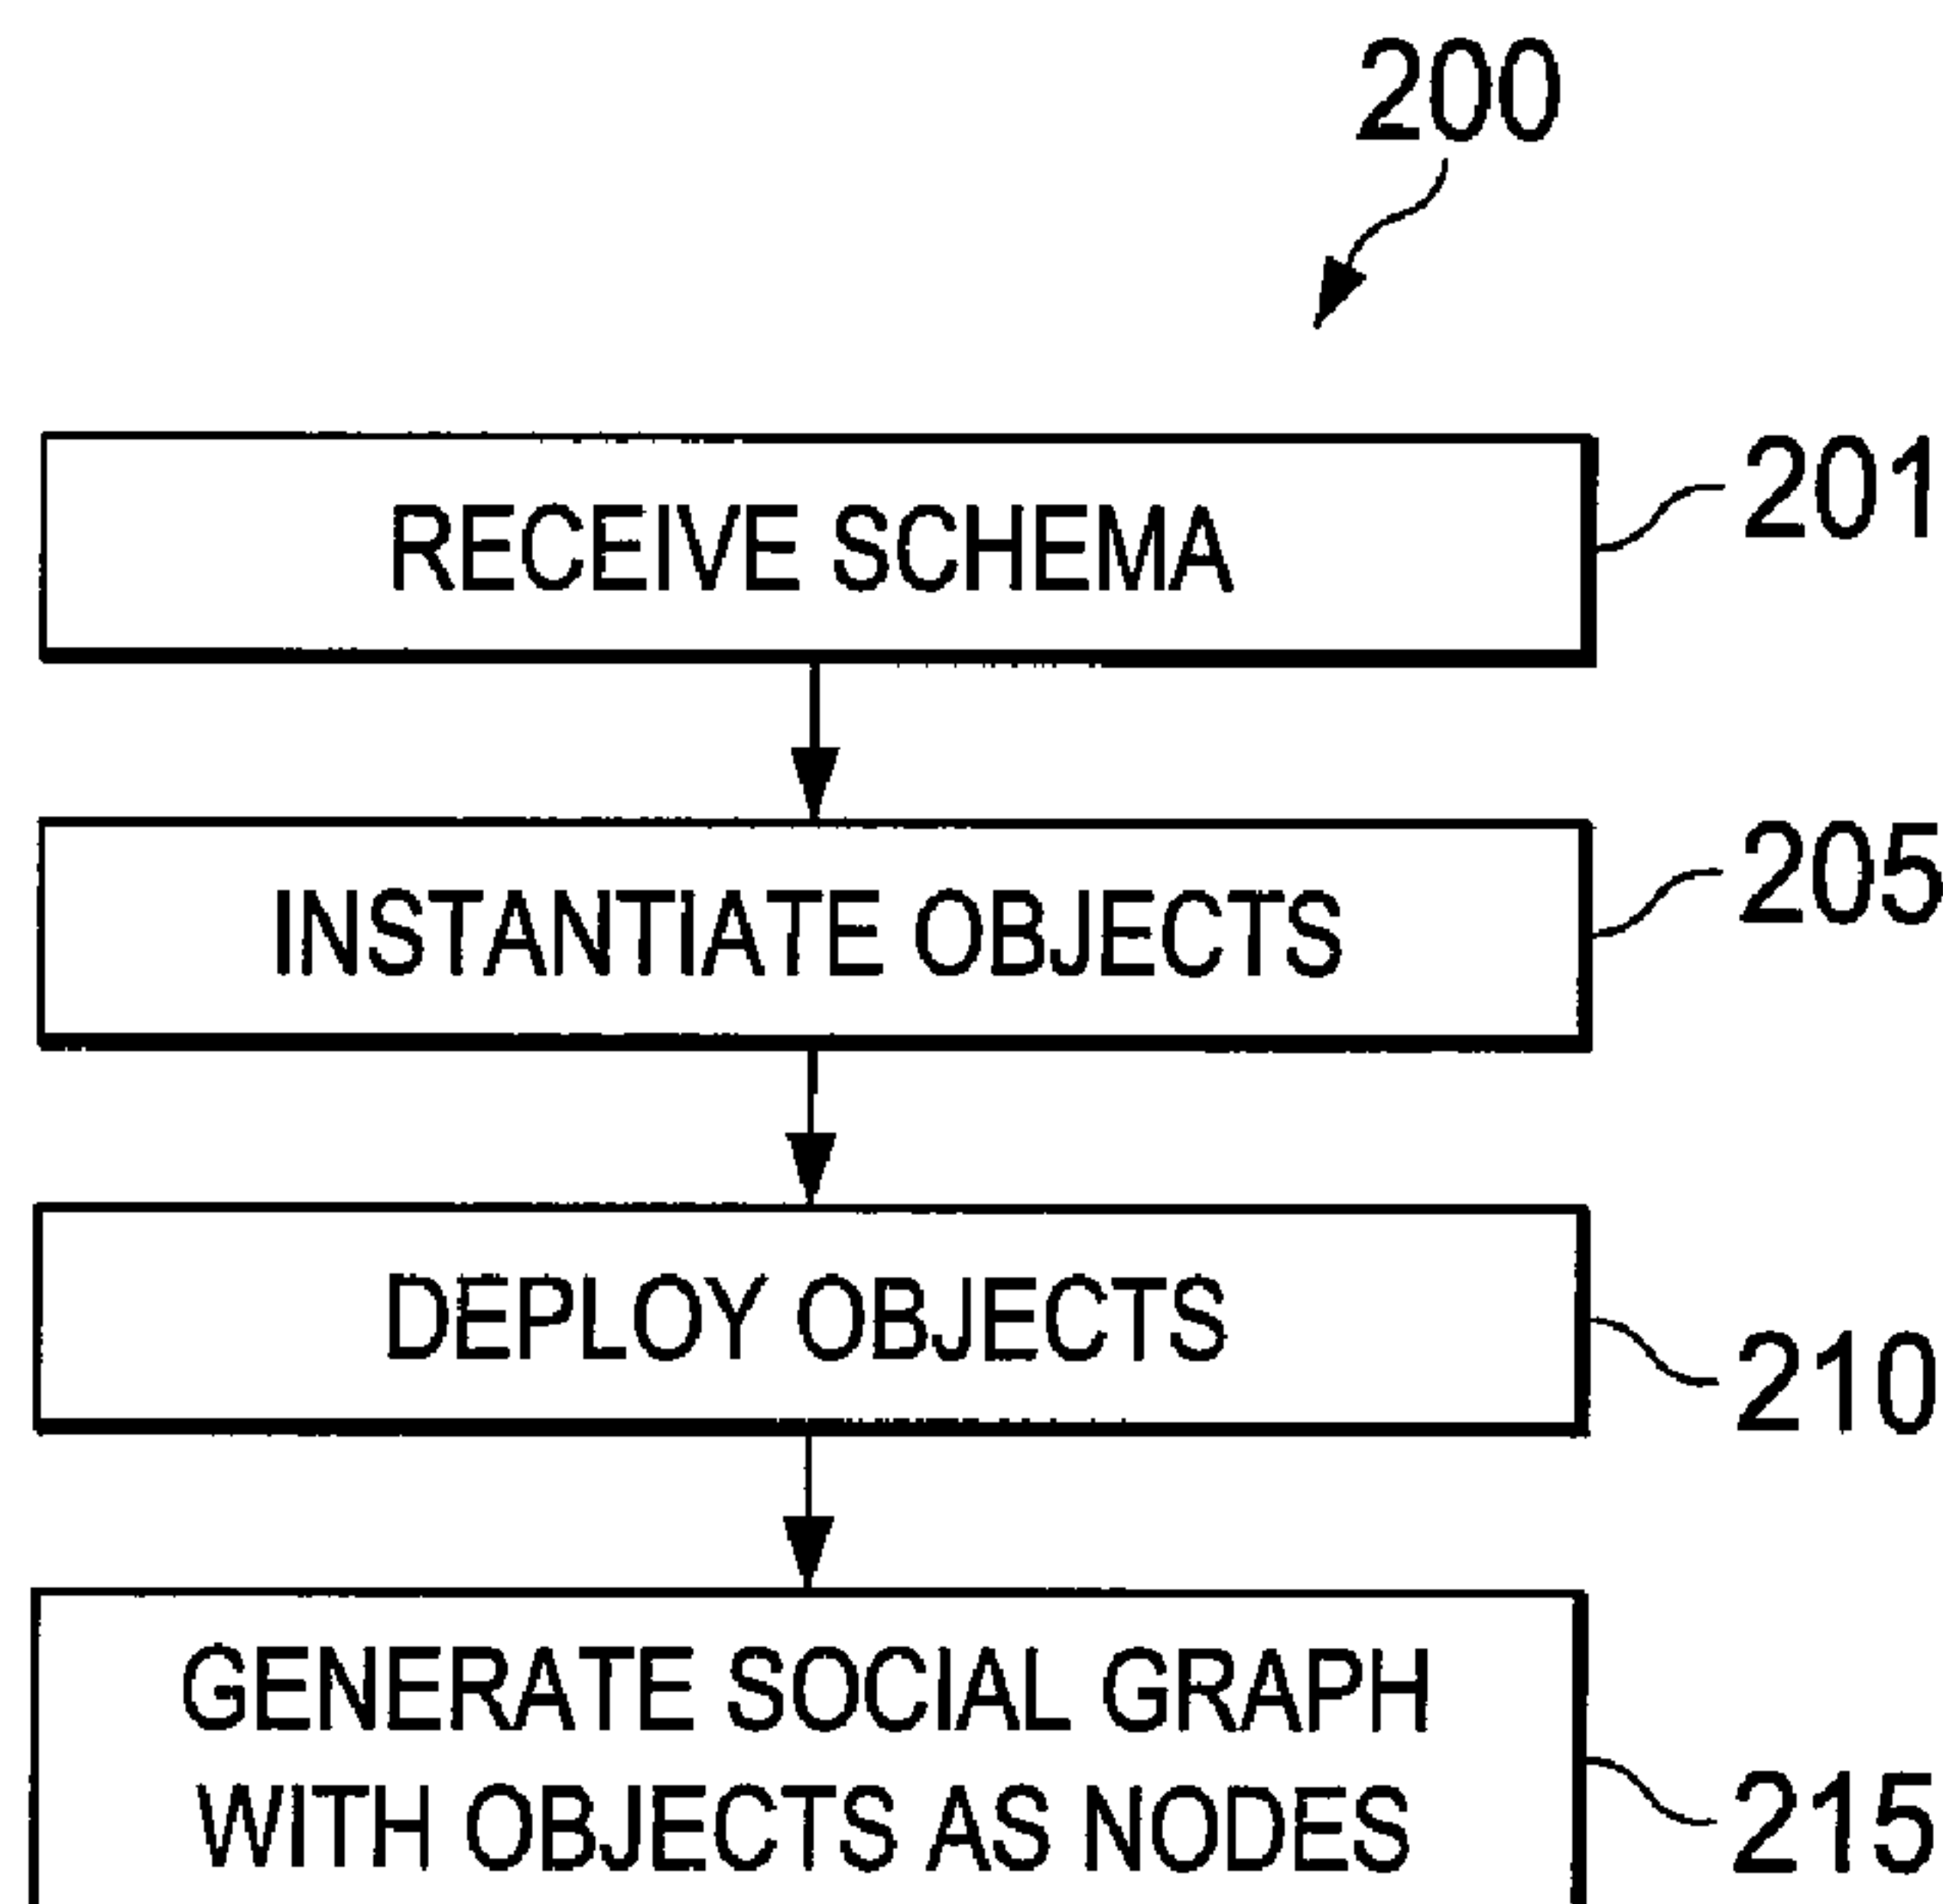 200
RECEIVE SCHEMA
201
INSTANTIATE OBJECTS
205
DEPLOY OBJECTS
210
GENERATE SOCIAL GRAPH
WITH OBJECTS AS NODES
215